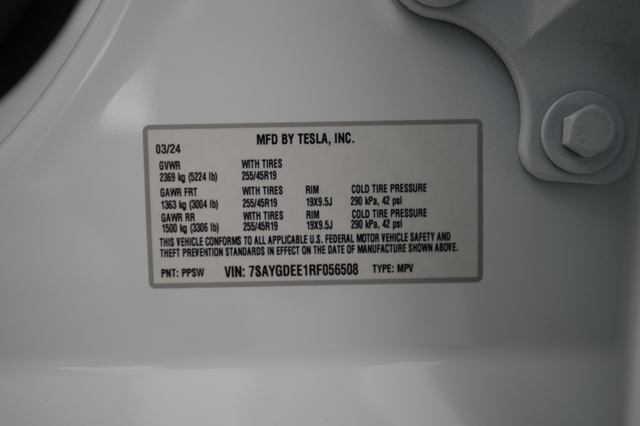 MFD BY TESLA, INC.
03/24
GVWR WITH TIRES
2369 kg (5224 lb) 255/45R19
GAWR FRT WITH TIRES RIM COLD TIRE PRESSURE
1363 kg (3004 lb) 255/45R19 19X9.5J 290 kPa, 42 psi
GAWR RR WITH TIRES RIM COLD TIRE PRESSURE
1500 kg (3306 lb) 255/45R19 19X9.5J 290 kPa, 42 psi
THIS VEHICLE CONFORMS TO ALL APPLICABLE U.S. FEDERAL MOTOR VEHICLE SAFETY AND
THEFT PREVENTION STANDARDS IN EFFECT ON THE DATE OF MANUFACTURE SHOWN ABOVE.
PNT: PPSW VIN: 7SAYGDEE1RF056508 TYPE: MPV